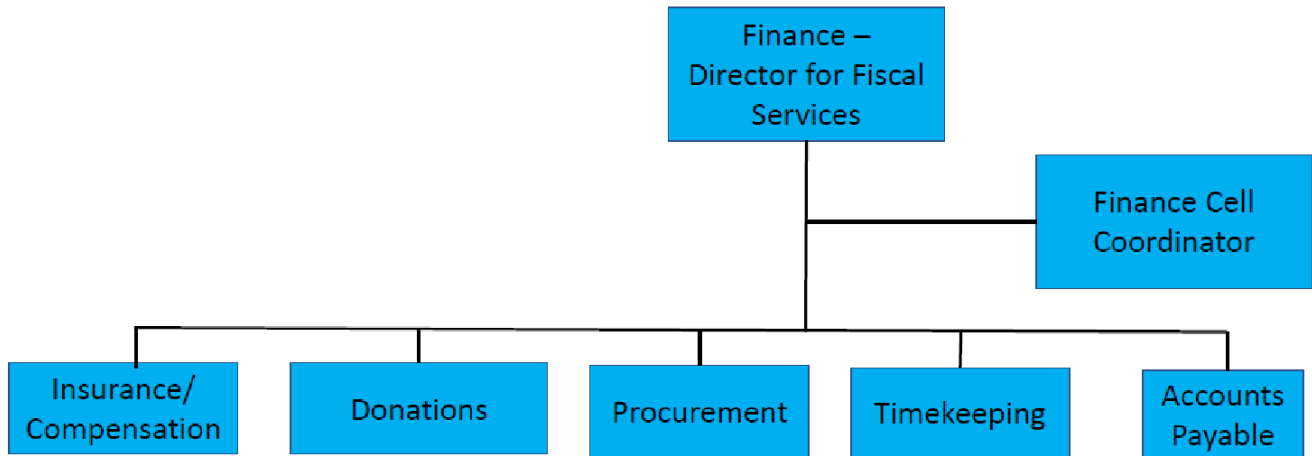 Finance –
Director for Fiscal
Services
Finance Cell
Coordinator
Insurance/
Compensation
Donations
Procurement
Timekeeping
Accounts
Payable